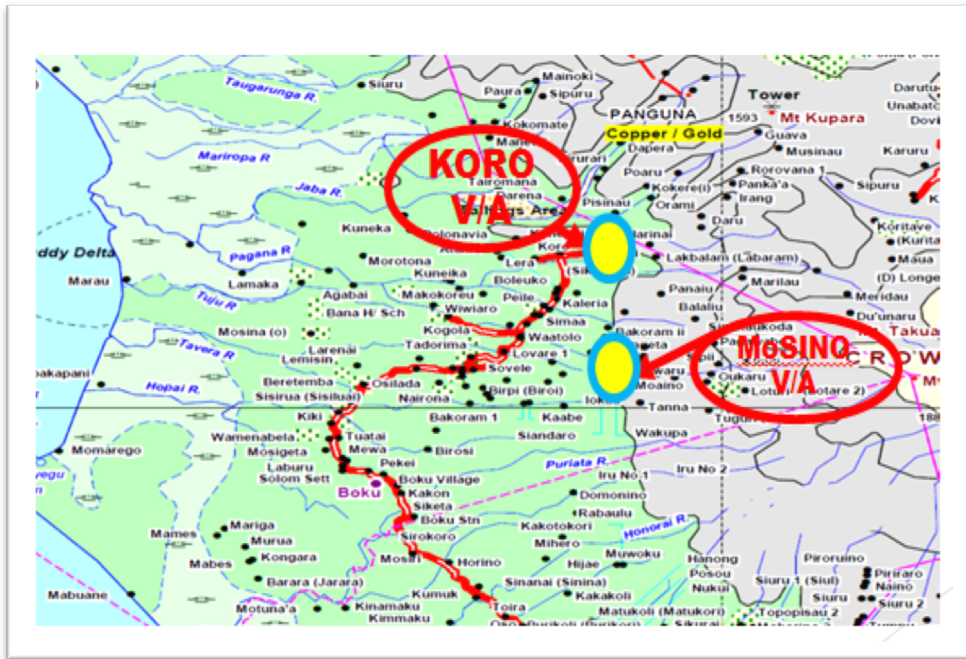 Taugarunga R.
Siuru
Mainoki
Paura
Sipuru
Kokomate
PANGUNA
Copper / Gold
Dapera
Tower
1593
Mt Kupara
Guava
Musinau
Karuru
Mariropa R
KORO
V/A
Poaru
Kokere(i)
Orami
Rorovana 1
Panka'a
Irang
Sipuru
Jaba R.
Tairomana
Darena
Pisinau
Daru
Koritave
Kuneka
Lera
Lakbalam (Labaram)
Maua
Pagana R
Morotona
Kuneika
Boleuko
Marau
Lamaka
Agabai
Makokoreu
Peile
Kaleria
Panaiu
Marilau
Meridau
Tuju R
Bana H/ Sch
Wiwiaro
Simaa
Balaliu
Du'unaru
Mosina (o)
Kogola
Waatolo
Bakoram ii
Takua
Tavera R
Larenai
Tadorima
Lovare 1
MoSINO
V/A
Lemisin
Sovele
Sipii
Beretemba
Osilada
Birpi (Biroi)
Moaino
Oukaru
Hopai R.
Sisirua (Sisiluai)
Nairona
Tanna
Kiki
Bakoram 1
Kaabe
Wamenabela
Tuatai
Siandaro
Wakupa
Momarego
Mosigeta
Mewa
Birosi
Laburu
Pekei
Puriata R.
Iru No 1
Iru No 2
Solom Sett
Boku Village
Boku
Kakon
Domonino
Siketa
Rabaulu
Boku Stn
Kakotokori
Honorai R.
Mames
Mariga
Sirokoro
Mihero
Muwoku
Murua
Mosiri
Horino
Hijae
Hanong
Posou
Nukui
Piroruino
Mabes
Kongara
Barara (Jarara)
Sinanai (Sinina)
Siuru 1 (Siul)
Piriraro
Naino
Mabuane
Kumuk
Kakakoli
Siuru
Siuru 2
Motuna'a
Kinamaku
Toira
Matukoli (Matukori)
Topopisau 2
Kimmaku